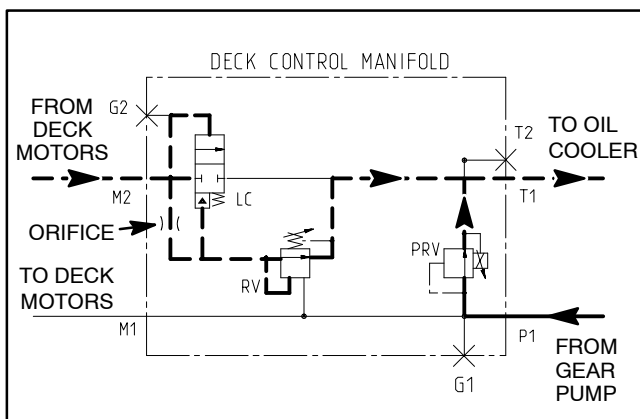 DECK CONTROL MANIFOLD
FROM
DECK
MOTORS
G2
T2
TO OIL
COOLER
M2
LC
T1
ORIFICE
PRV
TO DECK
MOTORS
RV
M1
P1
G1
FROM
GEAR
PUMP